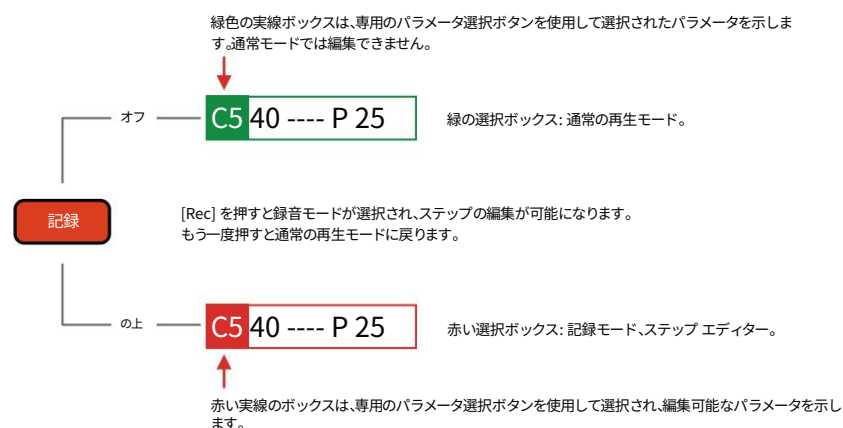 緑色の実線ボックスは、専用のパラメータ選択ボタンを使用して選択されたパラメータを示しま
す。通常モードでは編集できません。
オフ
C5 40 ---- P 25
緑の選択ボックス: 通常の再生モード。
記録
[Rec] を押すと録音モードが選択され、ステップの編集が可能になります。
もう一度押すと通常の再生モードに戻ります。
の上
C5 40 ---- P 25
赤い選択ボックス: 記録モード、ステップ エディター。
赤い実線のボックスは、専用のパラメータ選択ボタンを使用して選択され、編集可能なパラメータを示し
ます。